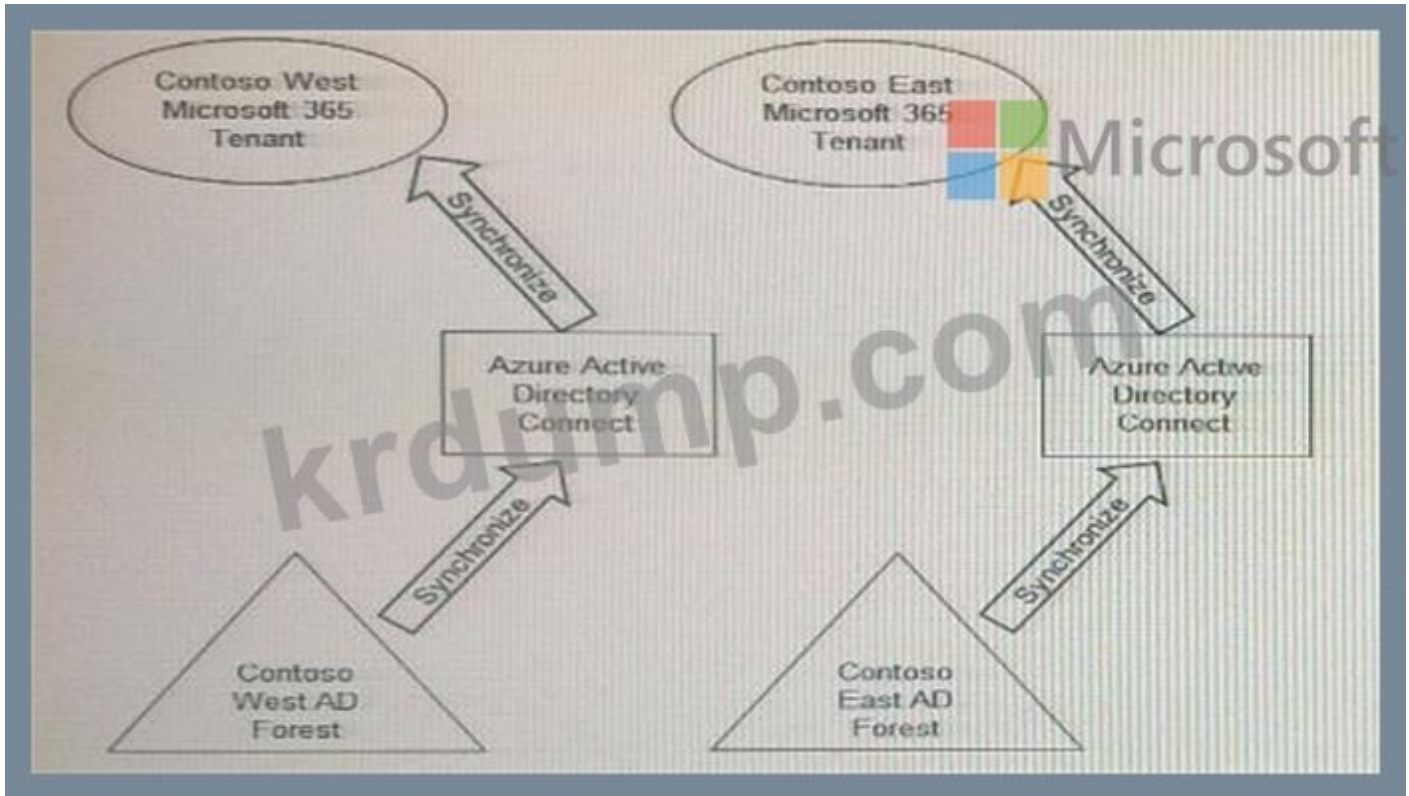 Contoso West
Microsoft 365
Tenant
Contoso East
Microsoft 365
Tenant
Microsoft
Synchronize
Synchronize
Azure Active
Directory
Connect
Azure Active
Directory
Connect
krdump.com
Synchronize
Synchronize
Contoso
West AD
Forest
Contoso
East AD
Forest